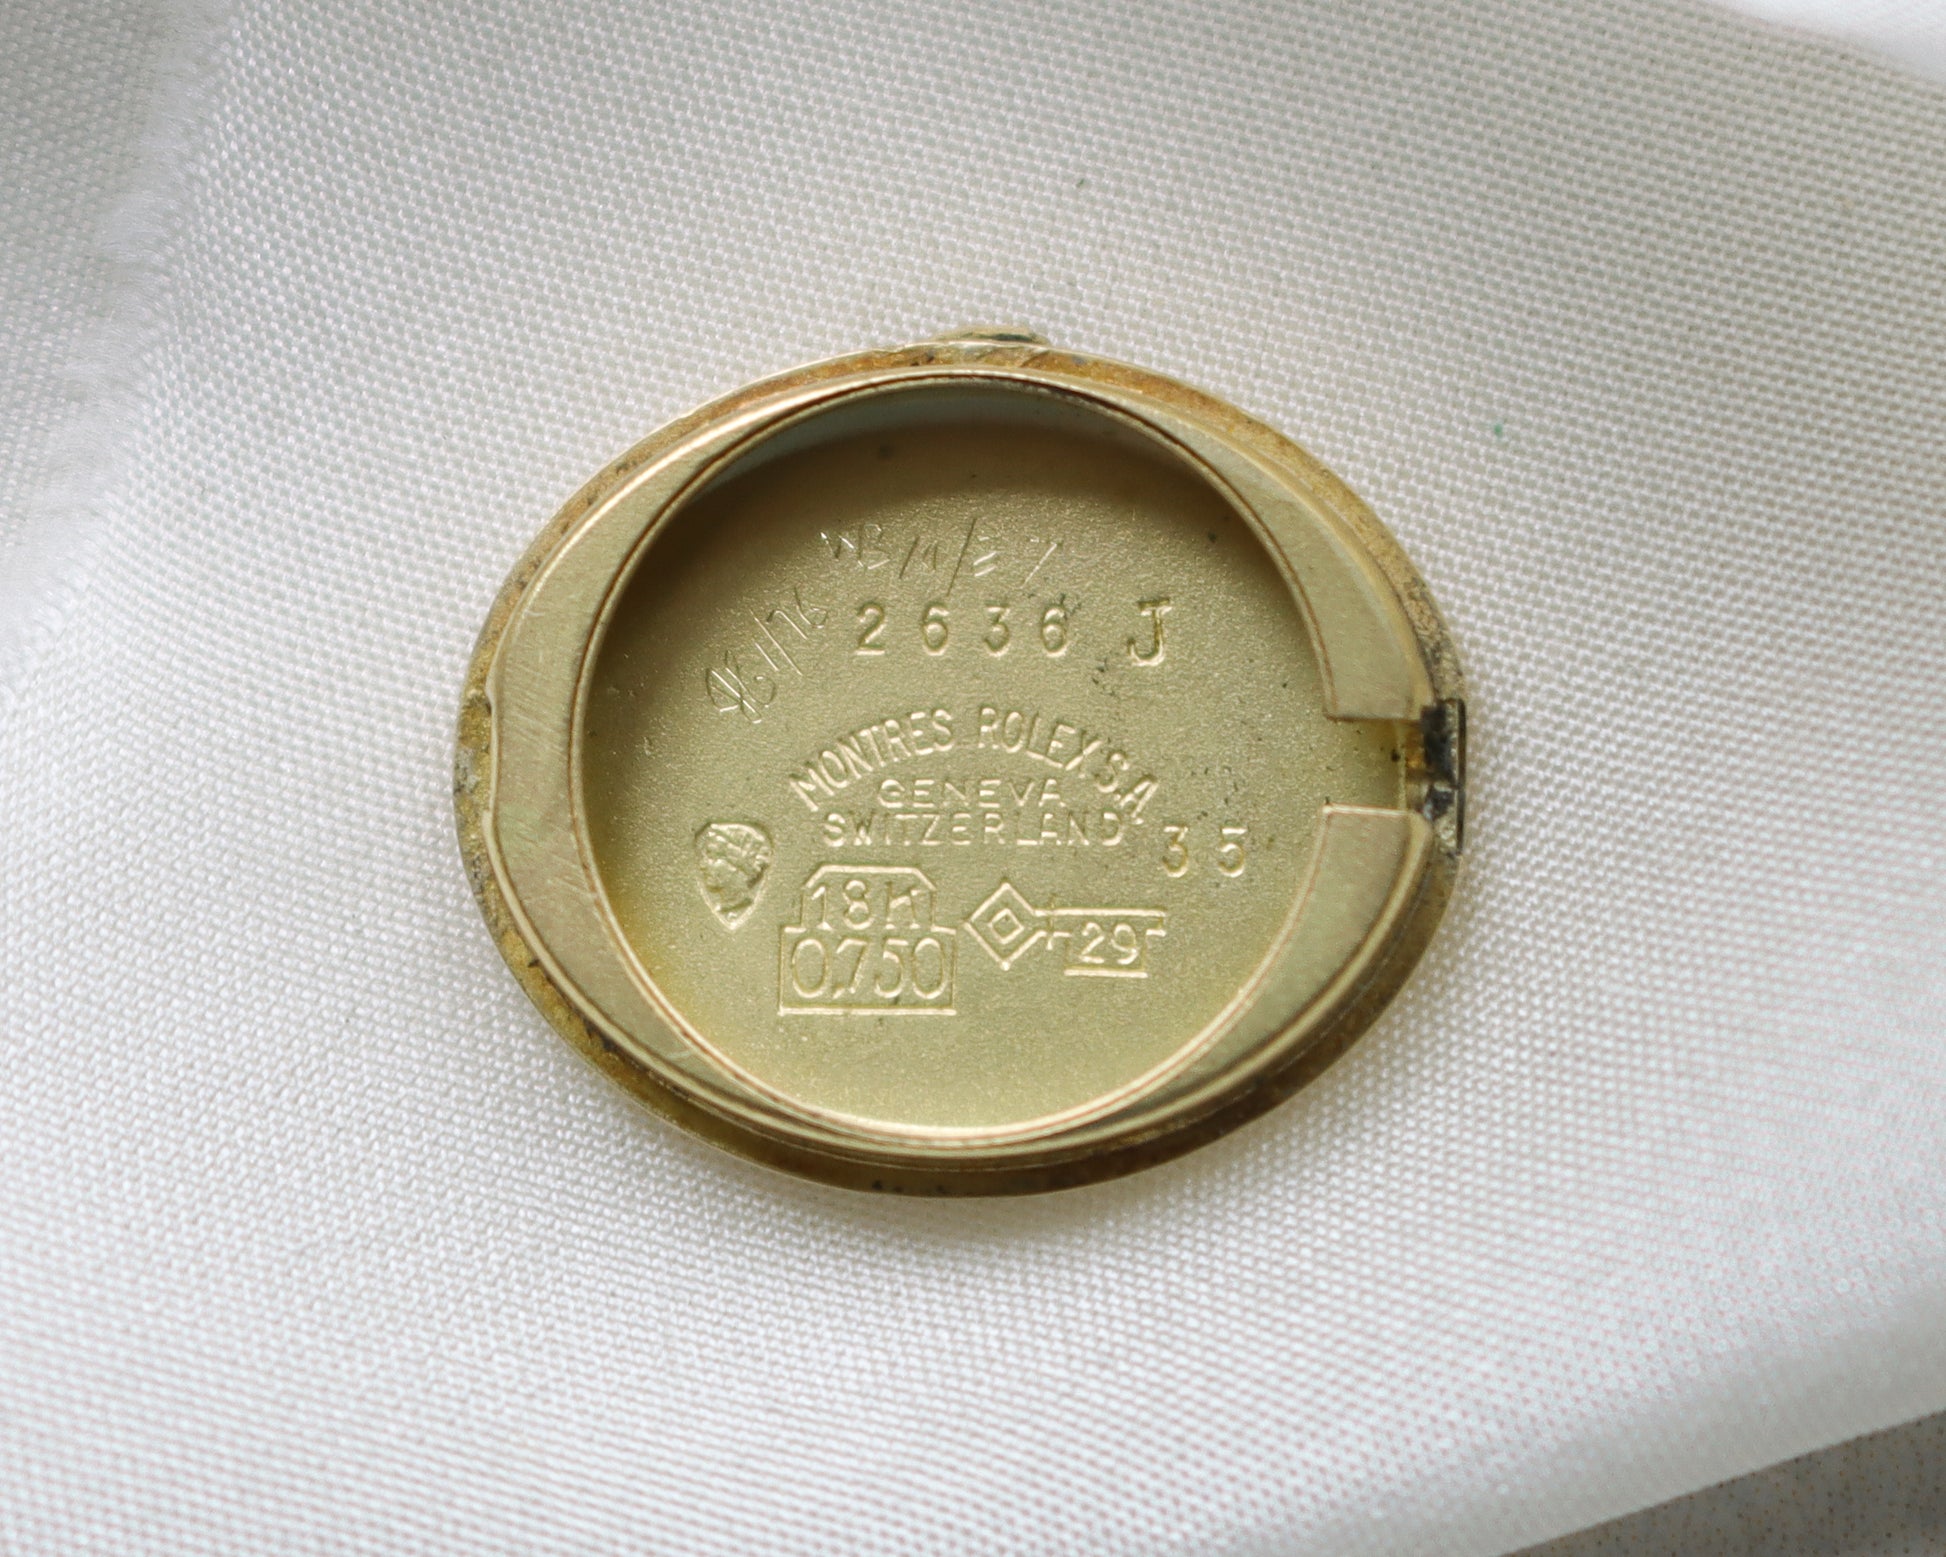 2636 J
MONTRES ROLEX S.A
GENEVA
SWITZERLAND
35
18K
0,750
29